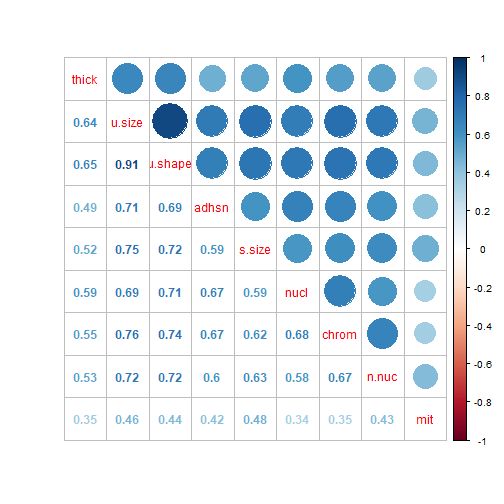 thick
0.64 u.size
0.65 0.91 u.shape
0.49 0.71 0.69 adhsn
0.52 0.75 0.72 0.59 s.size
0.59 0.69 0.71 0.67 0.59 nucl
0.55 0.76 0.74 0.67 0.62 0.68 chrom
0.53 0.72 0.72 0.6 0.63 0.58 0.67 n.nuc
0.35 0.46 0.44 0.42 0.48 0.34 0.35 0.43 mit
1
0.8
0.6
0.4
0.2
0
-0.2
-0.4
-0.6
-0.8
-1